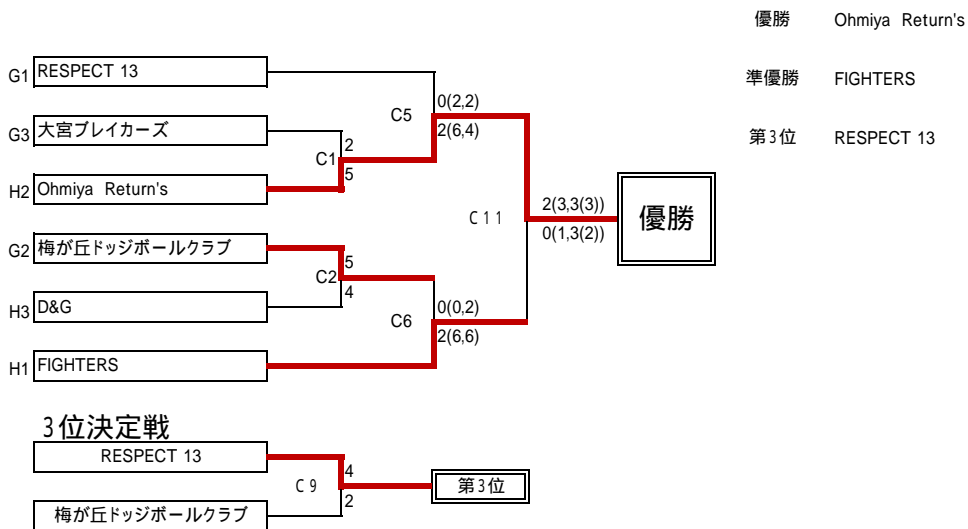 優勝 Ohmiya Return's
準優勝 FIGHTERS
第3位 RESPECT 13
G1 RESPECT 13
G3 大宮ブレイカーズ
H2 Ohmiya Return's
G2 梅が丘ドッジボールクラブ
H3 D&G
H1 FIGHTERS
C1
2
5
C2
5
4
C5
0(2,2)
2(6,4)
C6
0(0,2)
2(6,6)
C11
2(3,3(3))
0(1,3(2))
優勝
3位決定戦
RESPECT 13
梅が丘ドッジボールクラブ
C9
4
2
第3位